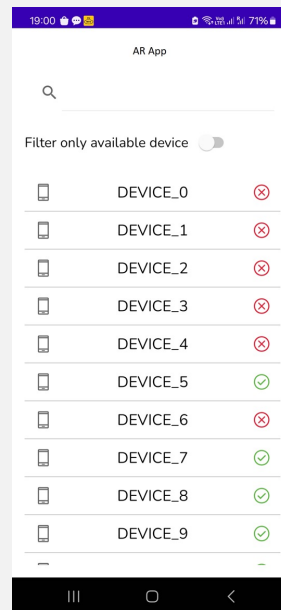 19:00 71%
AR App
Filter only available device
DEVICE_0
DEVICE_1
DEVICE_2
DEVICE_3
DEVICE_4
DEVICE_5
DEVICE_6
DEVICE_7
DEVICE_8
DEVICE_9